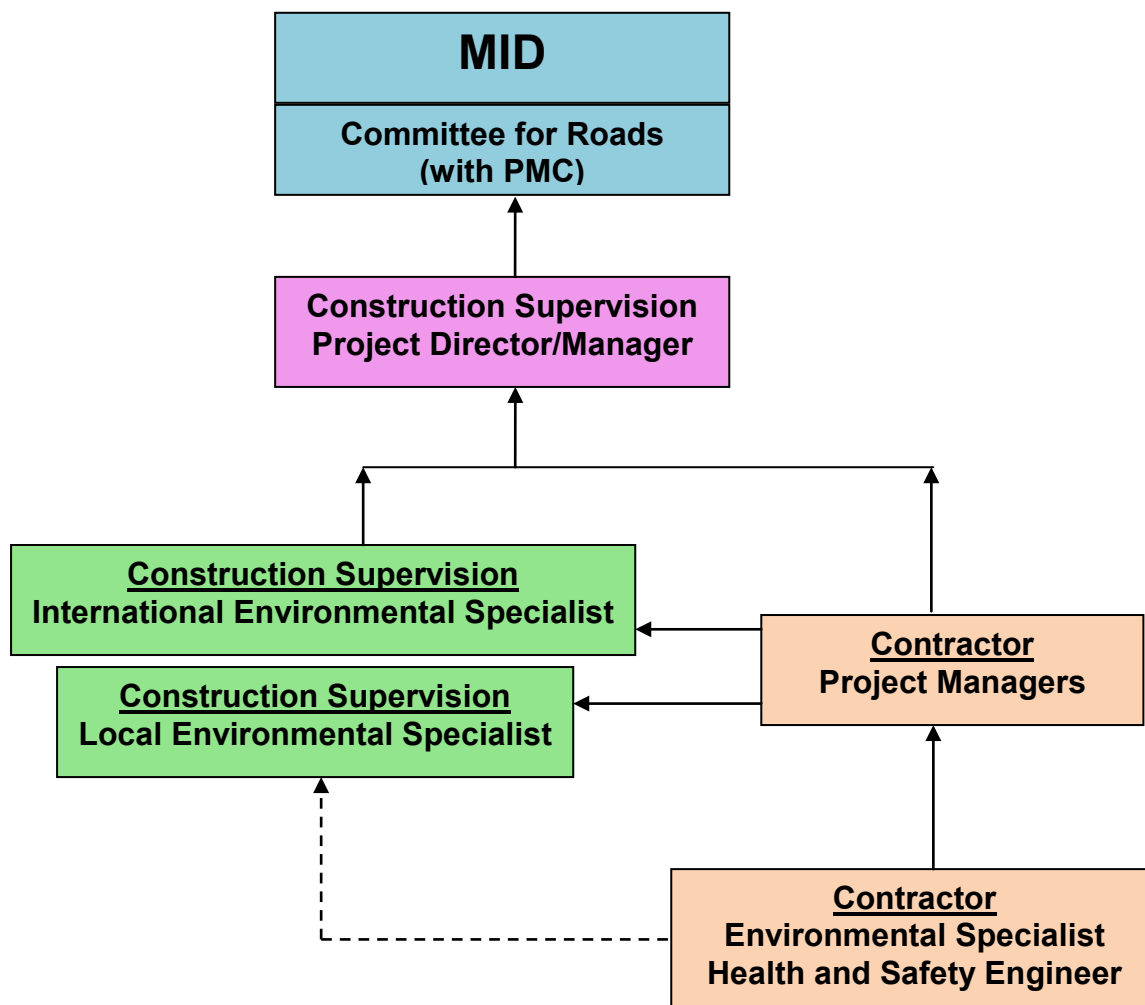 MID
Committee for Roads
(with PMC)
Construction Supervision
Project Director/Manager
Construction Supervision
International Environmental Specialist
Construction Supervision
Local Environmental Specialist
Contractor
Project Managers
Contractor
Environmental Specialist
Health and Safety Engineer